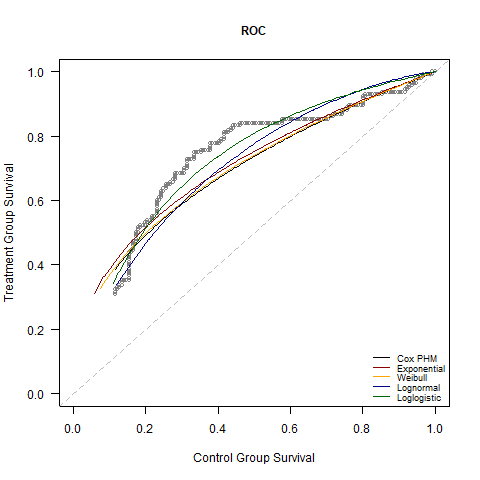 ROC
Treatment Group Survival
1.0
0.8
0.6
0.4
0.2
0.0
Cox PHM
Exponential
Weibull
Lognormal
Loglogistic
0.0 0.2 0.4 0.6 0.8 1.0
Control Group Survival